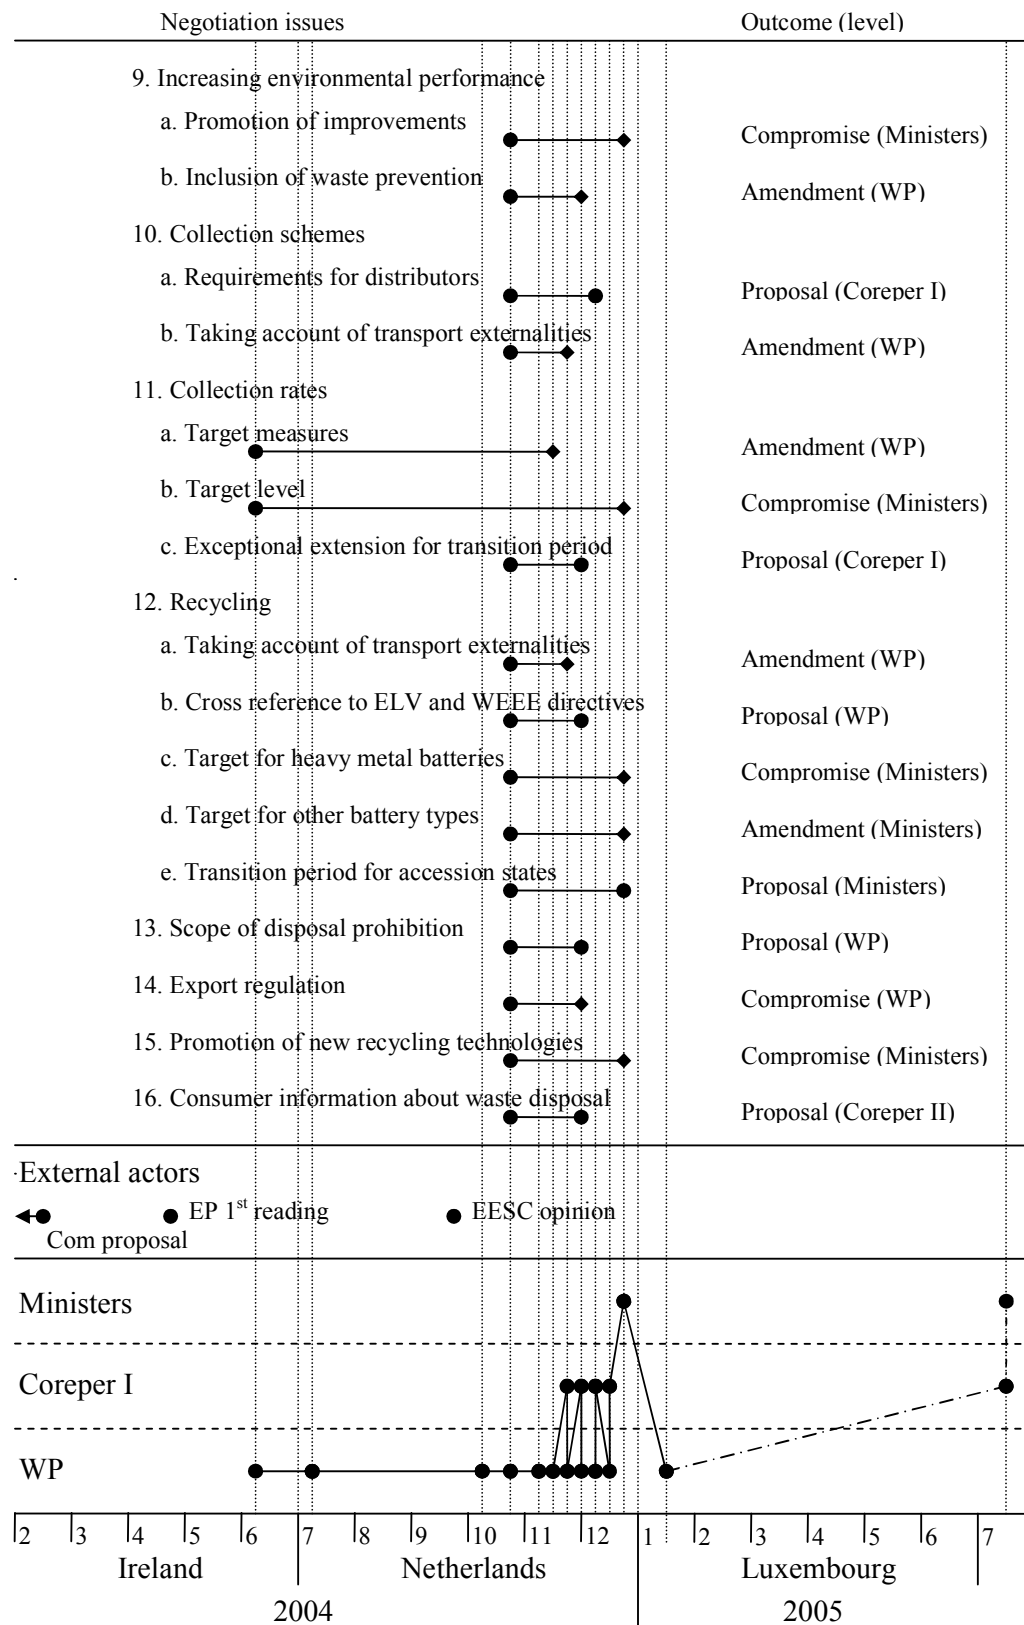 Negotiation issues Outcome (level)
9. Increasing environmental performance
a. Promotion of improvements
Compromise (Ministers)
b. Inclusion of waste prevention
Amendment (WP)
10. Collection schemes
a. Requirements for distributors
Proposal (Coreper I)
b. Taking account of transport externalities
Amendment (WP)
11. Collection rates
a. Target measures
Amendment (WP)
b. Target level
Compromise (Ministers)
c. Exceptional extension for transition period
Proposal (Coreper I)
12. Recycling
a. Taking account of transport externalities
Amendment (WP)
b. Cross reference to ELV and WEEE directives
Proposal (WP)
c. Target for heavy metal batteries
Compromise (Ministers)
d. Target for other battery types
Amendment (Ministers)
e. Transition period for accession states
Proposal (Ministers)
13. Scope of disposal prohibition
Proposal (WP)
14. Export regulation
Compromise (WP)
15. Promotion of new recycling technologies
Compromise (Ministers)
16. Consumer information about waste disposal
Proposal (Coreper II)
External actors
EP 1st reading EESC opinion
Com proposal
Ministers
Coreper I
WP
2 3 4 5 6 7 8 9 10 11 12 1 2 3 4 5 6 7
Ireland Netherlands Luxembourg
2004 2005